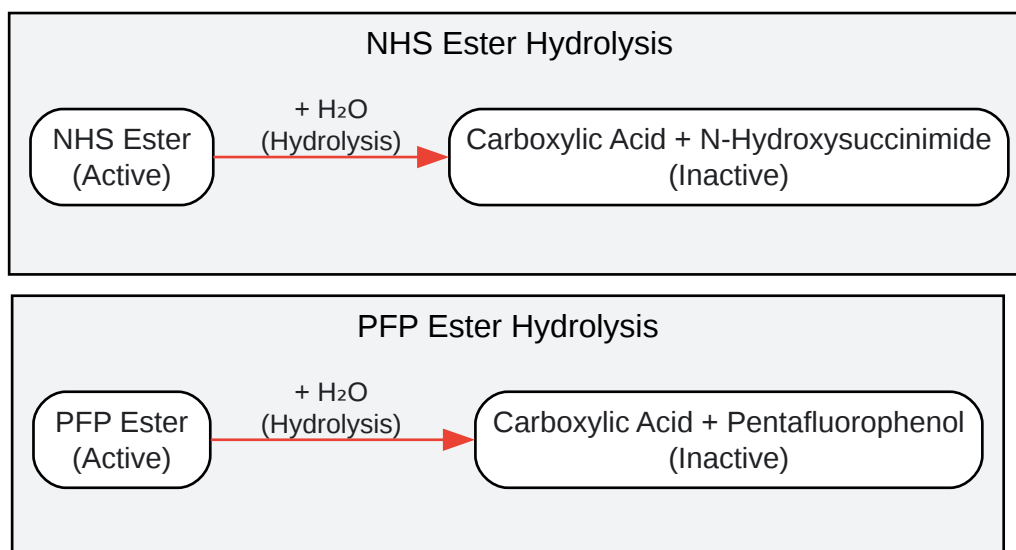 NHS Ester Hydrolysis
+ H₂O
(Hydrolysis)
NHS Ester
(Active)
Carboxylic Acid + N-Hydroxysuccinimide
(Inactive)
PFP Ester Hydrolysis
+ H₂O
(Hydrolysis)
PFP Ester
(Active)
Carboxylic Acid + Pentafluorophenol
(Inactive)